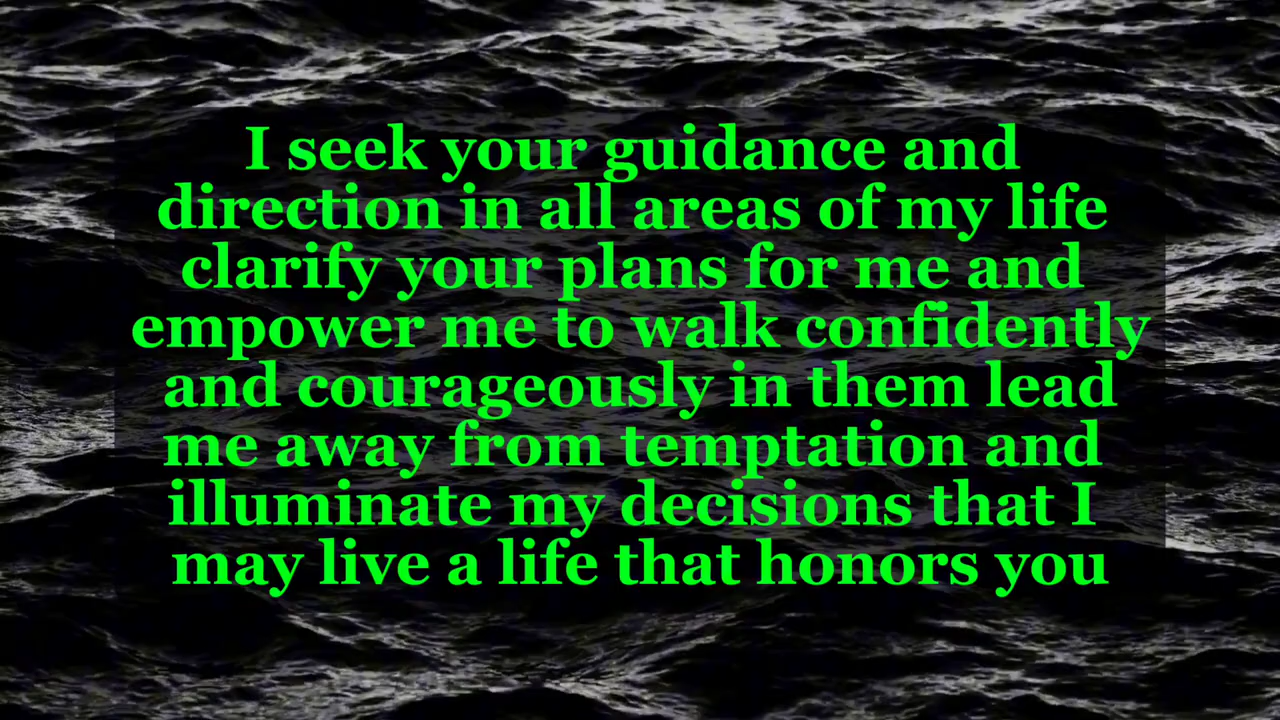 I seek your guidance and
direction in all areas of my life
clarify your plans for me and
empower me to walk confidently
and courageously in them lead
me away from temptation and
illuminate my decisions that I
may live a life that honors you